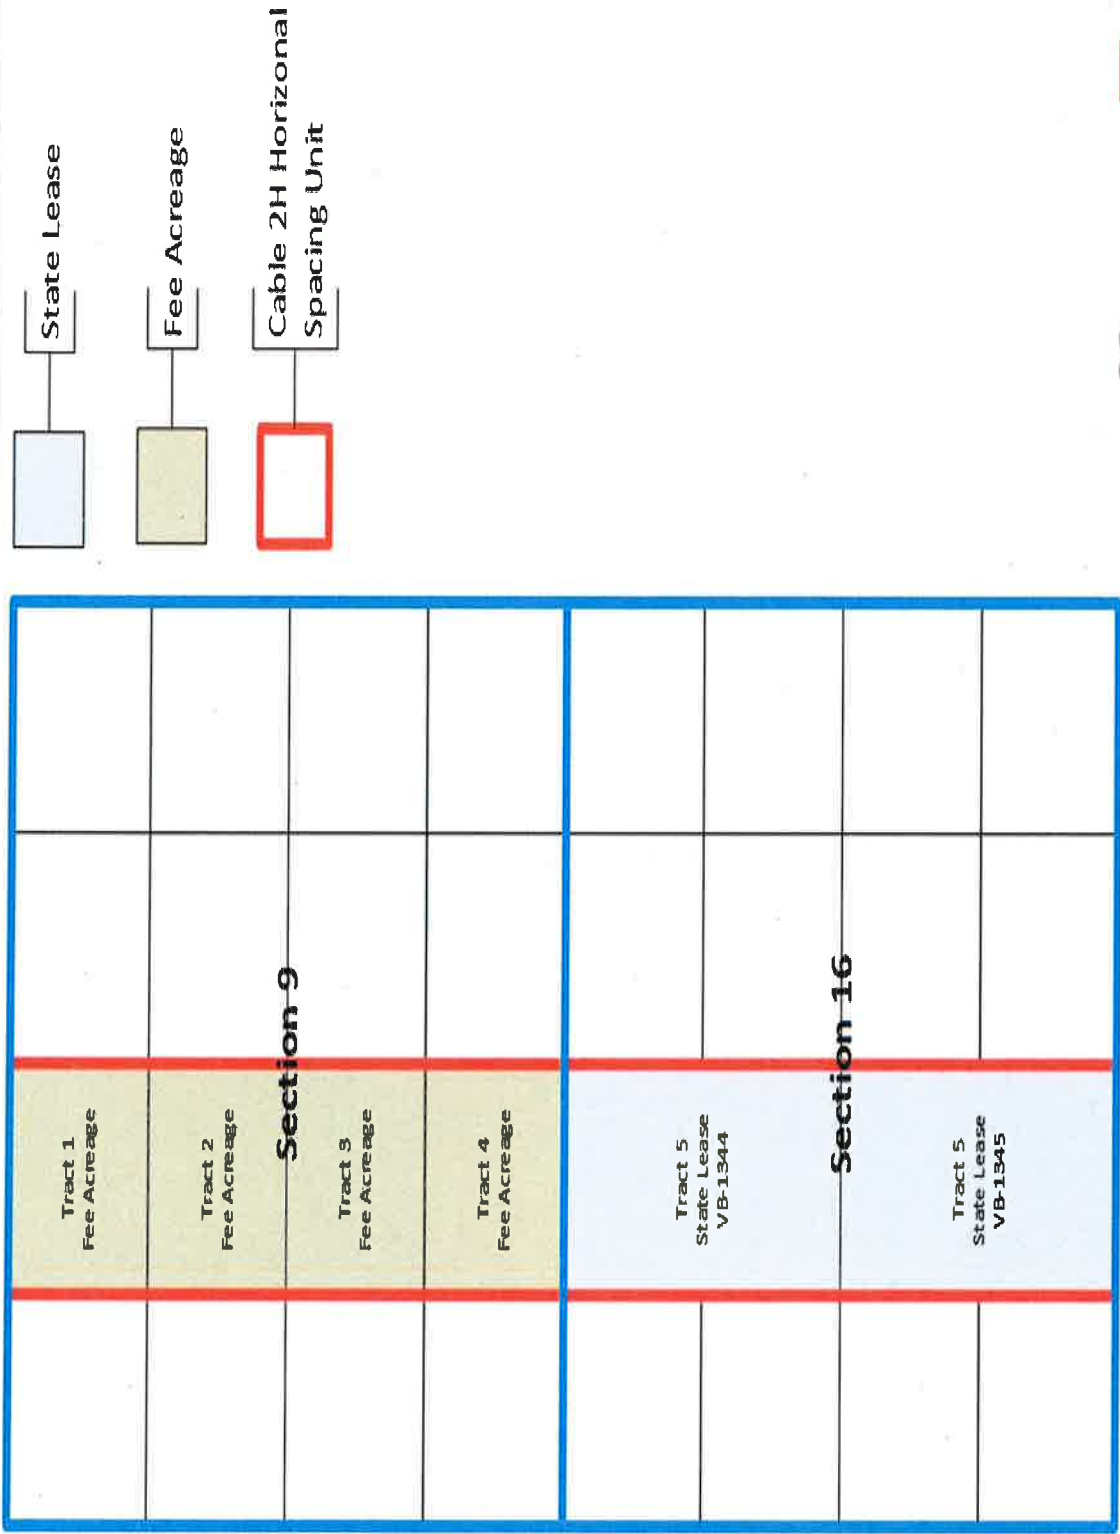 State Lease
Fee Acreage
Cable 2H Horizonal
Spacing Unit
Tract 1
Fee Acreage
Tract 2
Fee Acreage
Section 9
Tract 3
Fee Acreage
Tract 4
Fee Acreage
Tract 5
State Lease
VB-1344
Section 16
Tract 5
State Lease
VB-1345